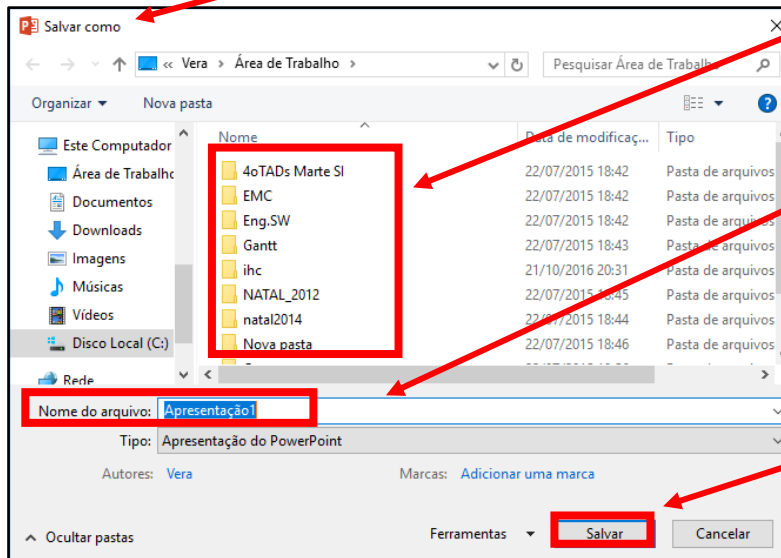 Salvar como
« Vera › Área de Trabalho ›
Pesquisar Área de Trabalho
Organizar Nova pasta
Nome Data de modificaç... Tipo
Este Computador
Área de Trabalho
Documentos
Downloads
Imagens
Músicas
Vídeos
Disco Local (C:)
Rede
4oTADs Marte SI 22/07/2015 18:42 Pasta de arquivos
EMC 22/07/2015 18:42 Pasta de arquivos
Eng.SW 22/07/2015 18:42 Pasta de arquivos
Gantt 22/07/2015 18:43 Pasta de arquivos
ihc 21/10/2016 20:31 Pasta de arquivos
NATAL_2012 22/07/2015 18:45 Pasta de arquivos
natal2014 22/07/2015 18:44 Pasta de arquivos
Nova pasta 22/07/2015 18:46 Pasta de arquivos
Nome do arquivo: Apresentação1
Tipo: Apresentação do PowerPoint
Autores: Vera Marcas: Adicionar uma marca
Ocultar pastas Ferramentas Salvar Cancelar